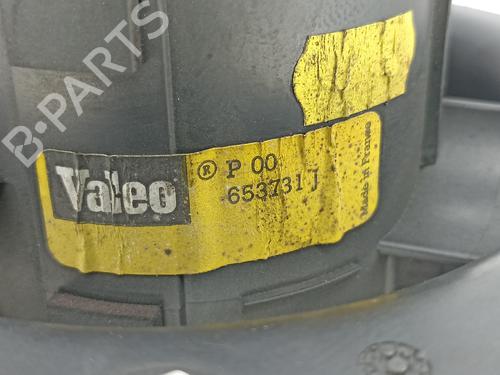 B-PARTS
Valeo ® P 00
653731 J
Made in France